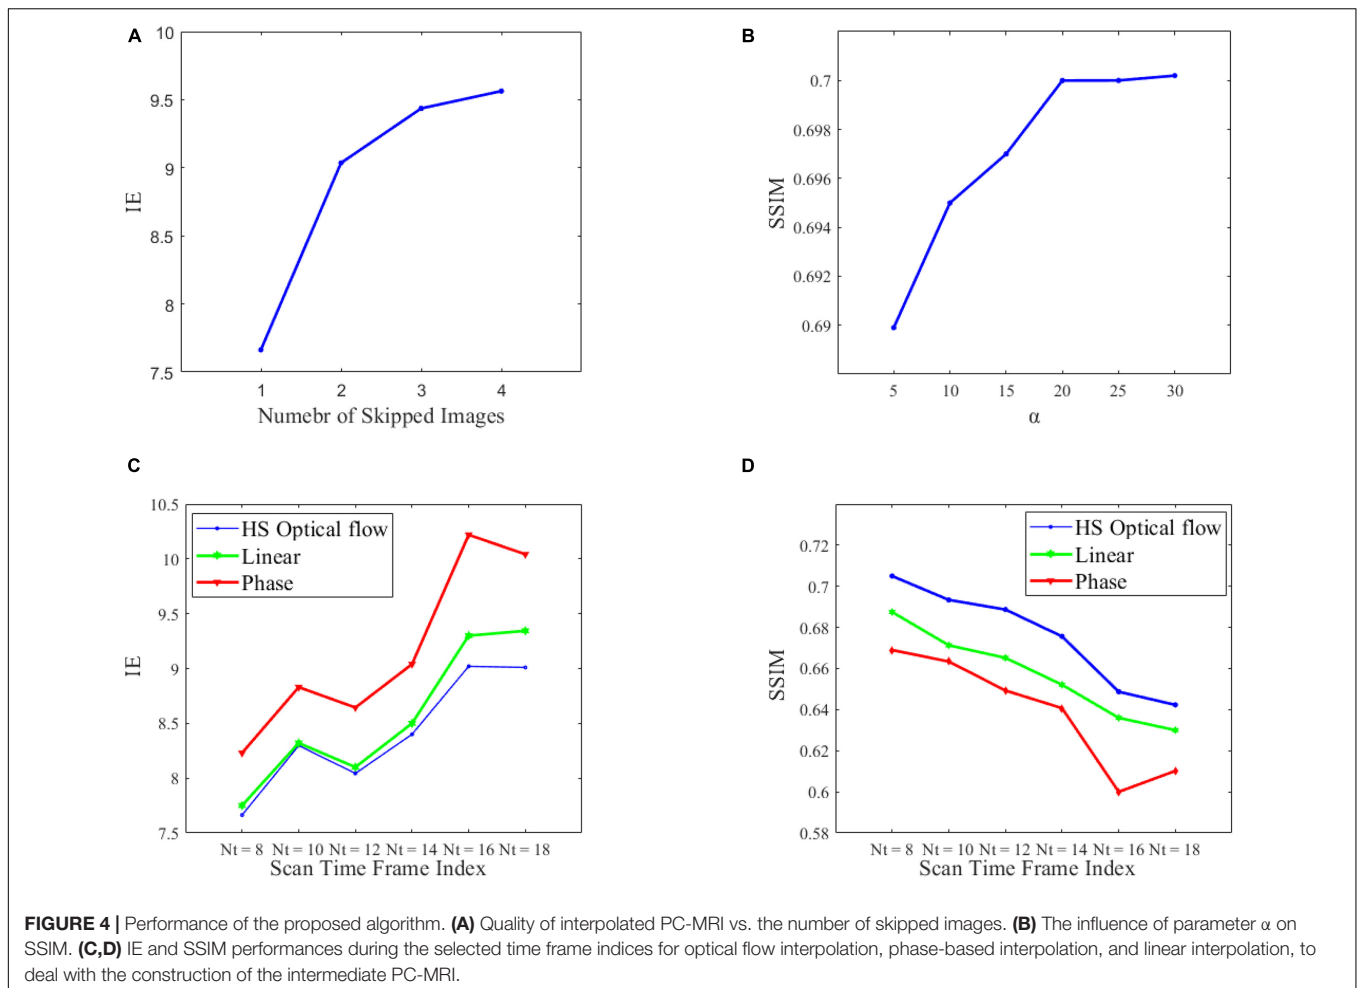 A
10
9.5
9
8.5
8
7.5
IE
1 2 3 4
Numebr of Skipped Images
B
0.7
0.698
0.696
0.694
0.692
0.69
SSIM
5 10 15 20 25 30
α
C
10.5
10
9.5
9
8.5
8
7.5
IE
HS Optical flow
Linear
Phase
Nt = 8 Nt = 10 Nt = 12 Nt = 14 Nt = 16 Nt = 18
Scan Time Frame Index
D
0.72
0.7
0.68
0.66
0.64
0.62
0.6
0.58
SSIM
HS Optical flow
Linear
Phase
Nt = 8 Nt = 10 Nt = 12 Nt = 14 Nt = 16 Nt = 18
Scan Time Frame Index
FIGURE 4 | Performance of the proposed algorithm. (A) Quality of interpolated PC-MRI vs. the number of skipped images. (B) The influence of parameter α on
SSIM. (C,D) IE and SSIM performances during the selected time frame indices for optical flow interpolation, phase-based interpolation, and linear interpolation, to
deal with the construction of the intermediate PC-MRI.